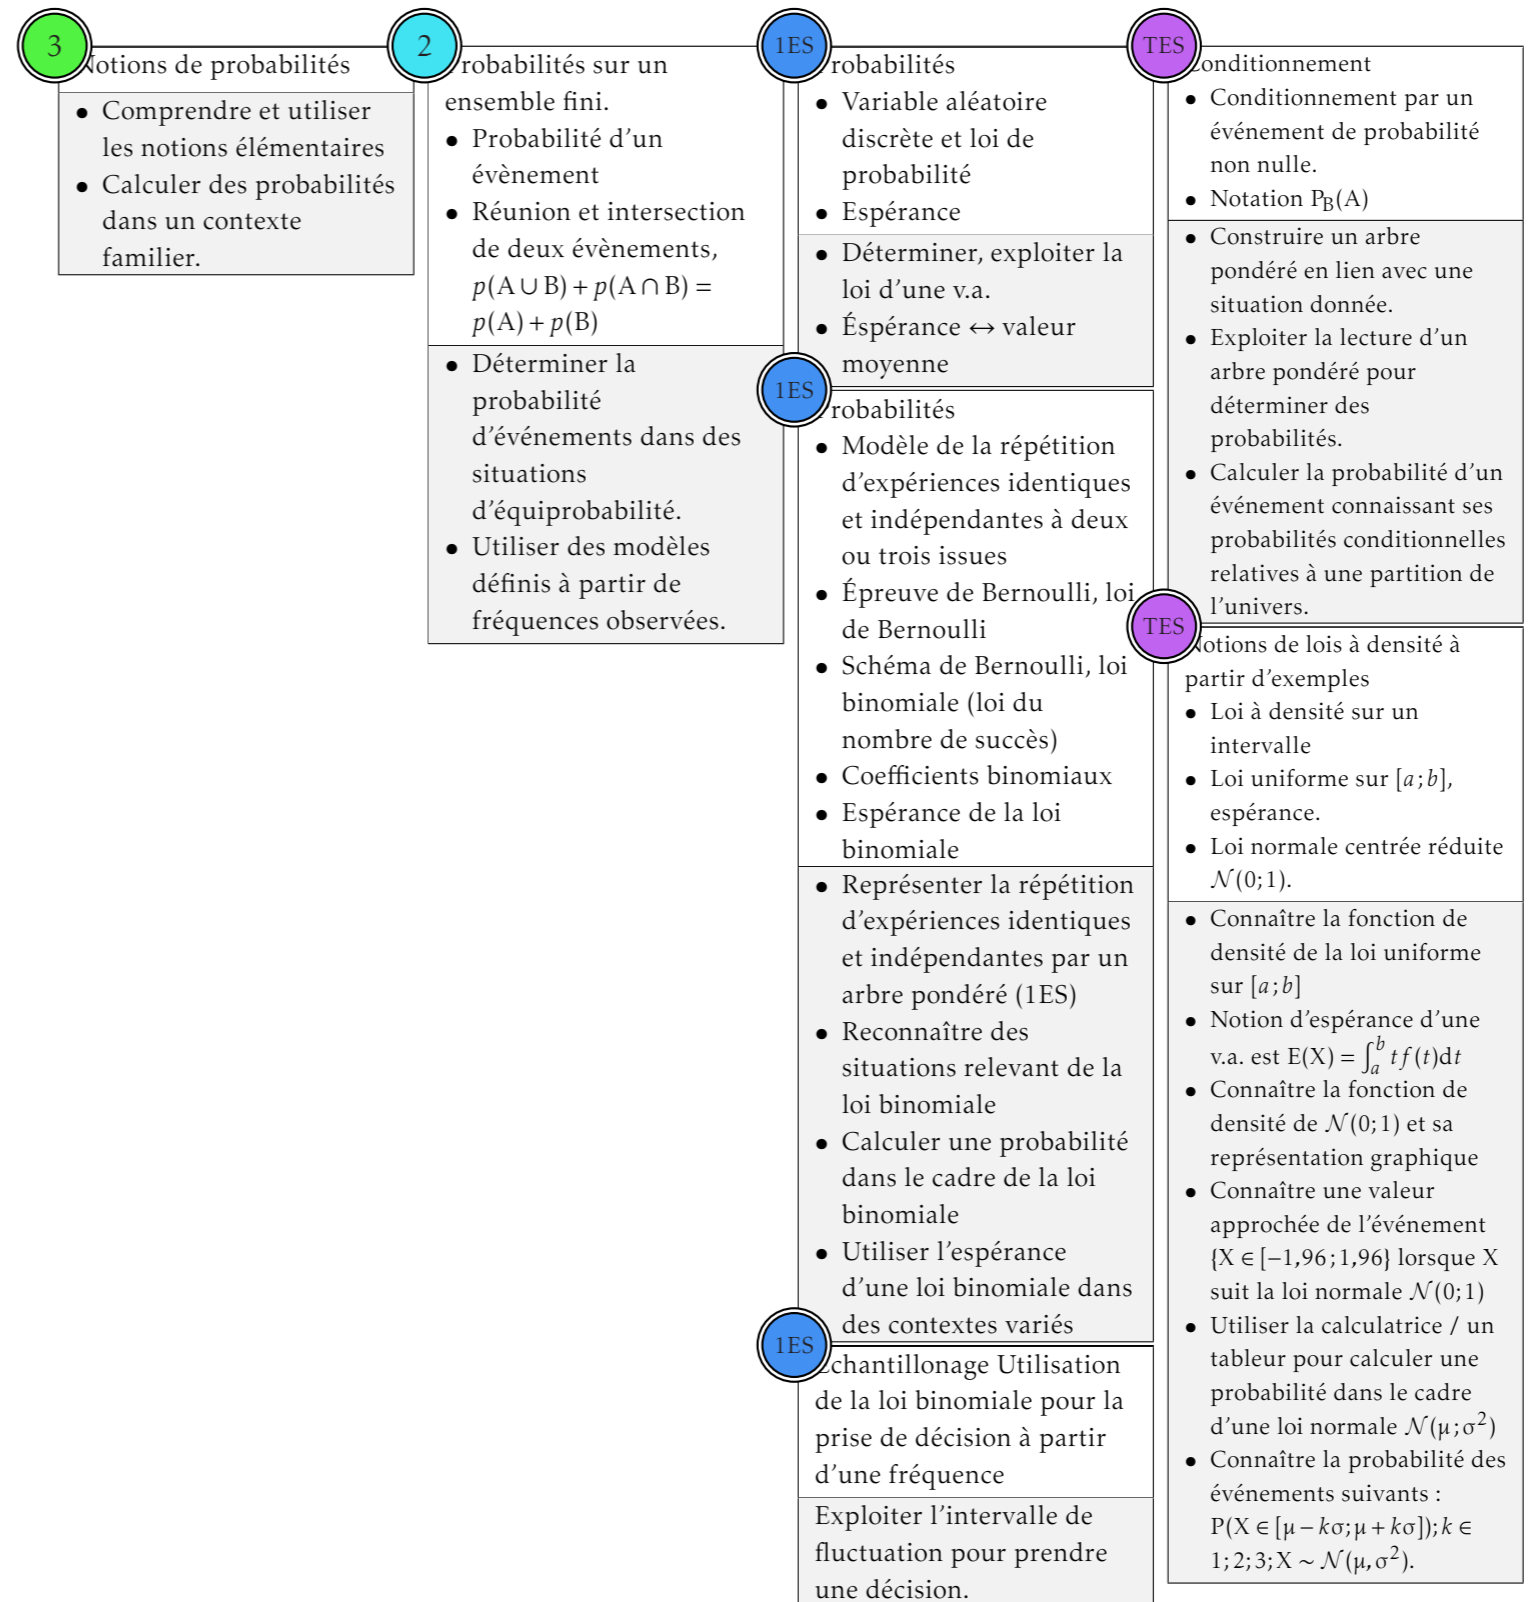 3
Notions de probabilités
• Comprendre et utiliser
les notions élémentaires
• Calculer des probabilités
dans un contexte
familier.
2
Probabilités sur un
ensemble fini.
• Probabilité d'un
évènement
• Réunion et intersection
de deux évènements,
p(A ∪ B) + p(A ∩ B) =
p(A) + p(B)
• Déterminer la
probabilité
d'événements dans des
situations
d'équiprobabilité.
• Utiliser des modèles
définis à partir de
fréquences observées.
1ES
Probabilités
• Variable aléatoire
discrète et loi de
probabilité
• Espérance
• Déterminer, exploiter la
loi d'une v.a.
• Éspérance ↔ valeur
moyenne
1ES
Probabilités
• Modèle de la répétition
d'expériences identiques
et indépendantes à deux
ou trois issues
• Épreuve de Bernoulli, loi
de Bernoulli
• Schéma de Bernoulli, loi
binomiale (loi du
nombre de succès)
• Coefficients binomiaux
• Espérance de la loi
binomiale
• Représenter la répétition
d'expériences identiques
et indépendantes par un
arbre pondéré (1ES)
• Reconnaître des
situations relevant de la
loi binomiale
• Calculer une probabilité
dans le cadre de la loi
binomiale
• Utiliser l'espérance
d'une loi binomiale dans
des contextes variés
1ES
Echantillonage Utilisation
de la loi binomiale pour la
prise de décision à partir
d'une fréquence
Exploiter l'intervalle de
fluctuation pour prendre
une décision.
TES
Conditionnement
• Conditionnement par un
événement de probabilité
non nulle.
• Notation P_B(A)
• Construire un arbre
pondéré en lien avec une
situation donnée.
• Exploiter la lecture d'un
arbre pondéré pour
déterminer des
probabilités.
• Calculer la probabilité d'un
événement connaissant ses
probabilités conditionnelles
relatives à une partition de
l'univers.
TES
Notions de lois à densité à
partir d'exemples
• Loi à densité sur un
intervalle
• Loi uniforme sur [a ; b],
espérance.
• Loi normale centrée réduite
𝒩(0; 1).
• Connaître la fonction de
densité de la loi uniforme
sur [a ; b]
• Notion d'espérance d'une
v.a. est E(X) = ∫_a^b t f(t)dt
• Connaître la fonction de
densité de 𝒩(0; 1) et sa
représentation graphique
• Connaître une valeur
approchée de l'événement
{X ∈ [−1,96 ; 1,96} lorsque X
suit la loi normale 𝒩(0; 1)
• Utiliser la calculatrice / un
tableur pour calculer une
probabilité dans le cadre
d'une loi normale 𝒩(μ ; σ²)
• Connaître la probabilité des
événements suivants :
P(X ∈ [μ − kσ; μ + kσ]); k ∈
1; 2; 3; X ∼ 𝒩(μ, σ²).